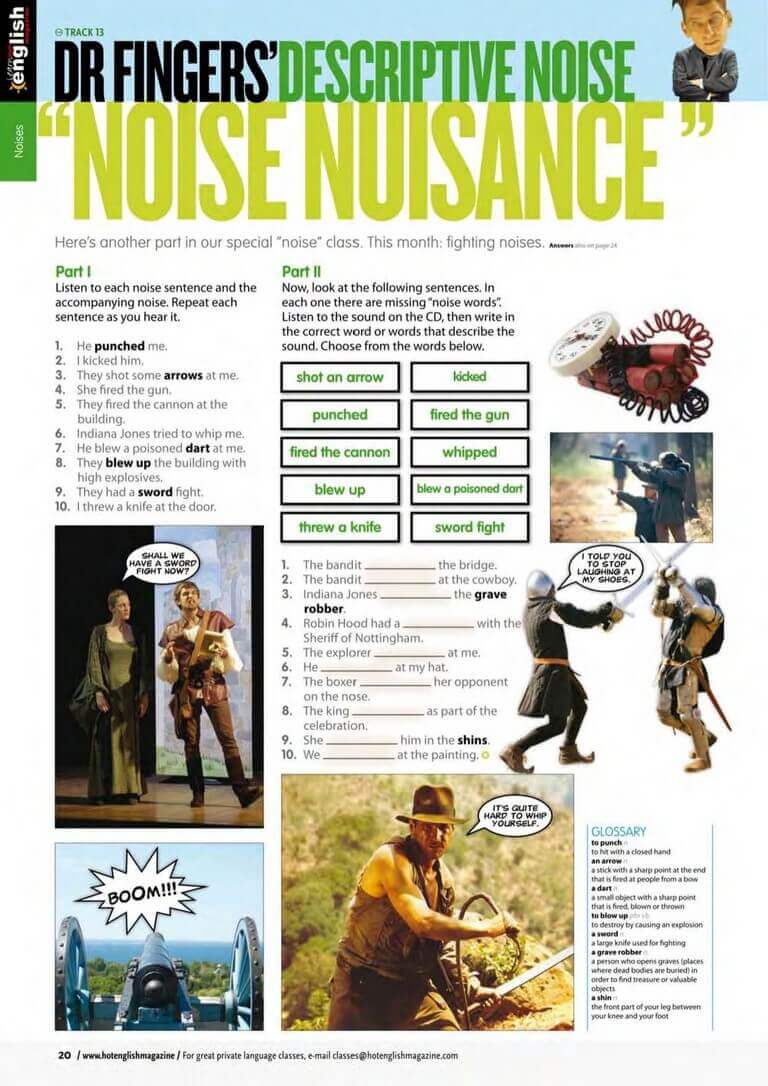 Learn hot
english
magazine
Noises
TRACK 13
DR FINGERS' DESCRIPTIVE NOISE
"NOISE NUISANCE"
Here's another part in our special "noise" class. This month: fighting noises. Answers also on page 24
Part I
Listen to each noise sentence and the
accompanying noise. Repeat each
sentence as you hear it.
1. He punched me.
2. I kicked him.
3. They shot some arrows at me.
4. She fired the gun.
5. They fired the cannon at the
building.
6. Indiana Jones tried to whip me.
7. He blew a poisoned dart at me.
8. They blew up the building with
high explosives.
9. They had a sword fight.
10. I threw a knife at the door.
SHALL WE
HAVE A SWORD
FIGHT NOW?
BOOM!!!
Part II
Now, look at the following sentences. In
each one there are missing "noise words".
Listen to the sound on the CD, then write in
the correct word or words that describe the
sound. Choose from the words below.
shot an arrow kicked
punched fired the gun
fired the cannon whipped
blew up blew a poisoned dart
threw a knife sword fight
1. The bandit ____________ the bridge.
2. The bandit ____________ at the cowboy.
3. Indiana Jones ____________ the grave
robber.
4. Robin Hood had a ____________ with the
Sheriff of Nottingham.
5. The explorer ____________ at me.
6. He ____________ at my hat.
7. The boxer ____________ her opponent
on the nose.
8. The king ____________ as part of the
celebration.
9. She ____________ him in the shins.
10. We ____________ at the painting.
I TOLD YOU
TO STOP
LAUGHING AT
MY SHOES.
IT'S QUITE
HARD TO WHIP
YOURSELF.
GLOSSARY
to punch n
to hit with a closed hand
an arrow n
a stick with a sharp point at the end
that is fired at people from a bow
a dart n
a small object with a sharp point
that is fired, blown or thrown
to blow up phr vb
to destroy by causing an explosion
a sword n
a large knife used for fighting
a grave robber n
a person who opens graves (places
where dead bodies are buried) in
order to find treasure or valuable
objects
a shin n
the front part of your leg between
your knee and your foot
20 / www.hotenglishmagazine / For great private language classes, e-mail classes@hotenglishmagazine.com